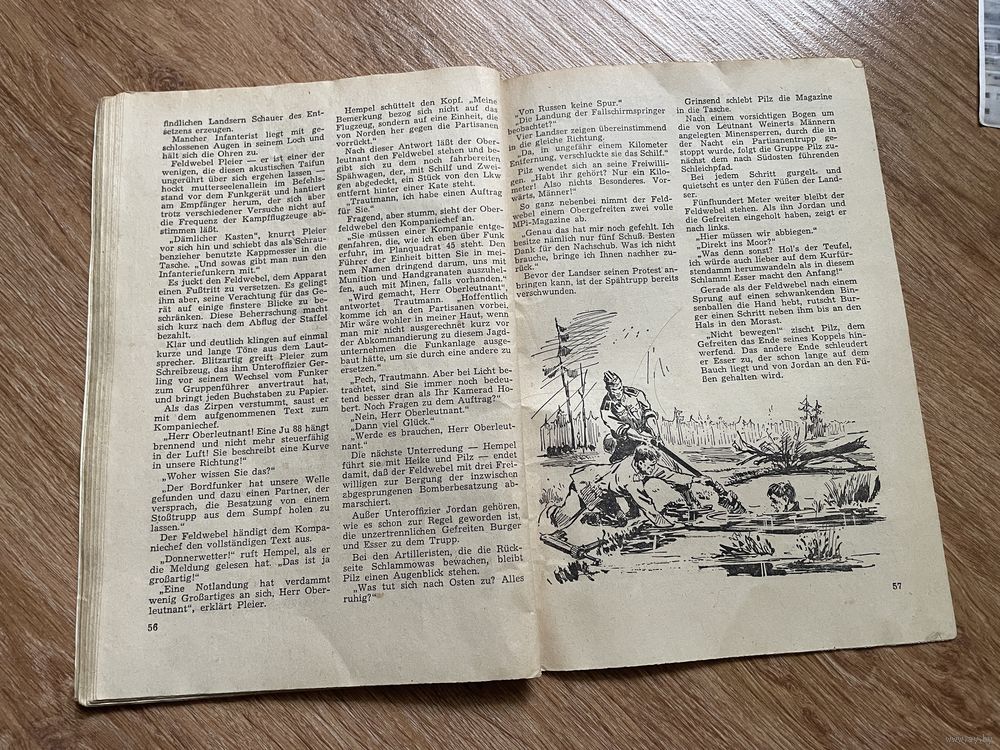 findlichen Landsern Schauer des Ent-
setzens erzeugen.
Mancher Infanterist liegt mit ge-
schlossenen Augen in seinem Loch und
hält sich die Ohren zu.
Feldwebel Pleier — er ist einer der
wenigen, die diesen akustischen Taifun
ungerührt über sich ergehen lassen —
hockt mutterseelenallein im Befehls-
stand vor dem Funkgerät und hantiert
am Empfänger herum, der sich aber
trotz verschiedener Versuche nicht auf
die Frequenz der Kampfflugzeuge ab-
stimmen läßt.
„Dämlicher Kasten“, knurrt Pleier
vor sich hin und schiebt das als Schrau-
benzieher benutzte Kappmesser in die
Tasche. „Und sowas gibt man nun den
Infanteriefunkern mit.“
Es juckt den Feldwebel, dem Apparat
einen Fußtritt zu versetzen. Es gelingt
ihm aber, seine Verachtung für das Ge-
rät auf einige finstere Blicke zu be-
schränken. Diese Beherrschung macht
sich kurz nach dem Abflug der Staffel
bezahlt.
Klar und deutlich klingen auf einmal
kurze und lange Töne aus dem Laut-
sprecher. Blitzartig greift Pleier zum
Schreibzeug, das ihm Unteroffizier Ger-
ling vor seinem Wechsel vom Funker
zum Gruppenführer anvertraut hat,
und bringt jeden Buchstaben zu Papier.
Als das Zirpen verstummt, saust er
mit dem aufgenommenen Text zum
Kompaniechef.
„Herr Oberleutnant! Eine Ju 88 hängt
brennend und nicht mehr steuerfähig
in der Luft! Sie beschreibt eine Kurve
in unsere Richtung!“
„Woher wissen Sie das?“
„Der Bordfunker hat unsere Welle
gefunden und dazu einen Partner, der
versprach, die Besatzung von einem
Stoßtrupp aus dem Sumpf holen zu
lassen.“
Der Feldwebel händigt dem Kompa-
niechef den vollständigen Text aus.
„Donnerwetter!“ ruft Hempel, als er
die Meldung gelesen hat. „Das ist ja
großartig!“
„Eine Notlandung hat verdammt
wenig Großartiges an sich, Herr Ober-
leutnant“, erklärt Pleier.
56
Hempel schüttelt den Kopf. „Meine
Bemerkung bezog sich nicht auf das
Flugzeug, sondern auf eine Einheit, die
von Norden her gegen die Partisanen
vorrückt.“
Nach dieser Antwort läßt der Ober-
leutnant den Feldwebel stehen und be-
gibt sich zu dem noch fahrbereiten
Spähwagen, der, mit Schilf und Zwei-
gen abgedeckt, ein Stück von den Lkw
entfernt hinter einer Kate steht.
„Trautmann, ich habe einen Auftrag
für Sie.“
Fragend, aber stumm, sieht der Ober-
feldwebel den Kompaniechef an.
„Sie müssen einer Kompanie entge-
genfahren, die, wie ich eben über Funk
erfuhr, im Planquadrat 45 steht. Den
Führer der Einheit bitten Sie in mei-
nem Namen dringend darum, uns mit
Munition und Handgranaten auszuhel-
fen, auch mit Minen, falls vorhanden.“
„Wird gemacht, Herr Oberleutnant“,
antwortet Trautmann. „Hoffentlich
komme ich an den Partisanen vorbei.
Mir wäre wohler in meiner Haut, wenn
man mir nicht ausgerechnet kurz vor
der Abkommandierung zu diesem Jagd-
unternehmen die Funkanlage ausge-
baut hätte, um sie durch eine andere zu
ersetzen.“
„Pech, Trautmann. Aber bei Licht be-
trachtet, sind Sie immer noch bedeu-
tend besser dran als Ihr Kamerad Ho-
bert. Noch Fragen zu dem Auftrag?“
„Nein, Herr Oberleutnant.“
„Dann viel Glück.“
„Werde es brauchen, Herr Oberleut-
nant.“
Die nächste Unterredung — Hempel
führt sie mit Heike und Pilz — endet
damit, daß der Feldwebel mit drei Frei-
willigen zur Bergung der inzwischen
abgesprungenen Bomberbesatzung ab-
marschiert.
Außer Unteroffizier Jordan gehören,
wie es schon zur Regel geworden ist,
die unzertrennlichen Gefreiten Burger
und Esser zu dem Trupp.
Bei den Artilleristen, die die Rück-
seite Schlammowas bewachen, bleibt
Pilz einen Augenblick stehen.
„Was tut sich nach Osten zu? Alles
ruhig?“
„Von Russen keine Spur.“
„Die Landung der Fallschirmspringer
beobachtet?“
Vier Landser zeigen übereinstimmend
in die gleiche Richtung.
„Da, in ungefähr einem Kilometer
Entfernung, verschluckte sie das Schilf.“
Pilz wendet sich an seine Freiwilli-
gen. „Habt ihr gehört? Nur ein Kilo-
meter! Also nichts Besonderes. Vor-
wärts, Männer!“
So ganz nebenbei nimmt der Feld-
webel einem Obergefreiten zwei volle
MPi-Magazine ab.
„Genau das hat mir noch gefehlt. Ich
besitze nämlich nur fünf Schuß. Besten
Dank für den Nachschub. Was ich nicht
brauche, bringe ich Ihnen nachher zu-
rück.“
Bevor der Landser seinen Protest an-
bringen kann, ist der Spähtrupp bereits
verschwunden.
Grinsend schiebt Pilz die Magazine
in die Tasche.
Nach einem vorsichtigen Bogen um
die von Leutnant Weinerts Männern
angelegten Minensperren, durch die in
der Nacht ein Partisanentrupp ge-
stoppt wurde, folgt die Gruppe Pilz zu-
nächst dem nach Südosten führenden
Schleichpfad.
Bei jedem Schritt gurgelt und
quietscht es unter den Füßen der Land-
ser.
Fünfhundert Meter weiter bleibt der
Feldwebel stehen. Als ihn Jordan und
die Gefreiten eingeholt haben, zeigt er
nach links.
„Hier müssen wir abbiegen.“
„Direkt ins Moor?“
„Was denn sonst? Hol's der Teufel,
ich würde auch lieber auf dem Kurfür-
stendamm herumwandeln als in diesem
Schlamm! Esser macht den Anfang!“
Gerade als der Feldwebel nach einem
Sprung auf einen schwankenden Bin-
senballen die Hand hebt, rutscht Bur-
ger einen Schritt neben ihm bis an den
Hals in den Morast.
„Nicht bewegen!“ zischt Pilz, dem
Gefreiten das Ende seines Koppels hin-
werfend. Das andere Ende schleudert
er Esser zu, der schon lange auf dem
Bauch liegt und von Jordan an den Fü-
ßen gehalten wird.
57
www.ay.by